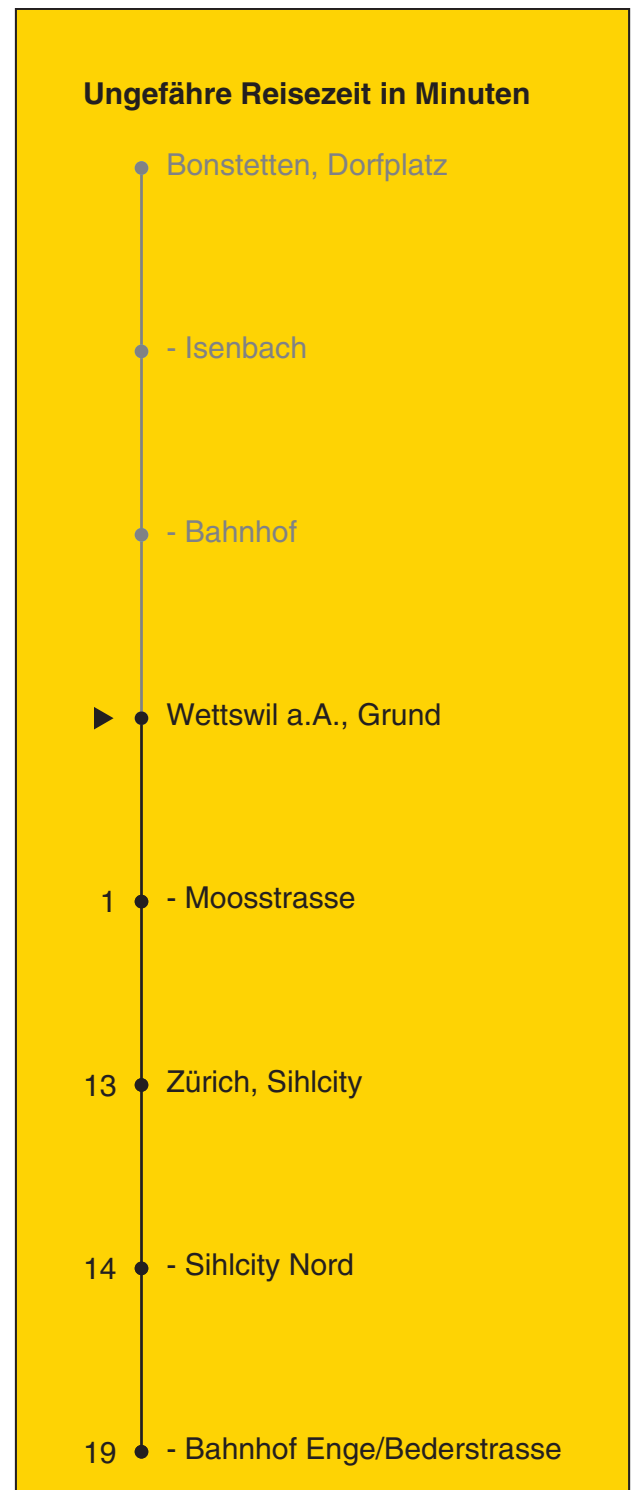 Ungefähre Reisezeit in Minuten
Bonstetten, Dorfplatz
- Isenbach
- Bahnhof
Wettswil a.A., Grund
1 - Moosstrasse
13 Zürich, Sihlcity
14 - Sihlcity Nord
19 - Bahnhof Enge/Bederstrasse